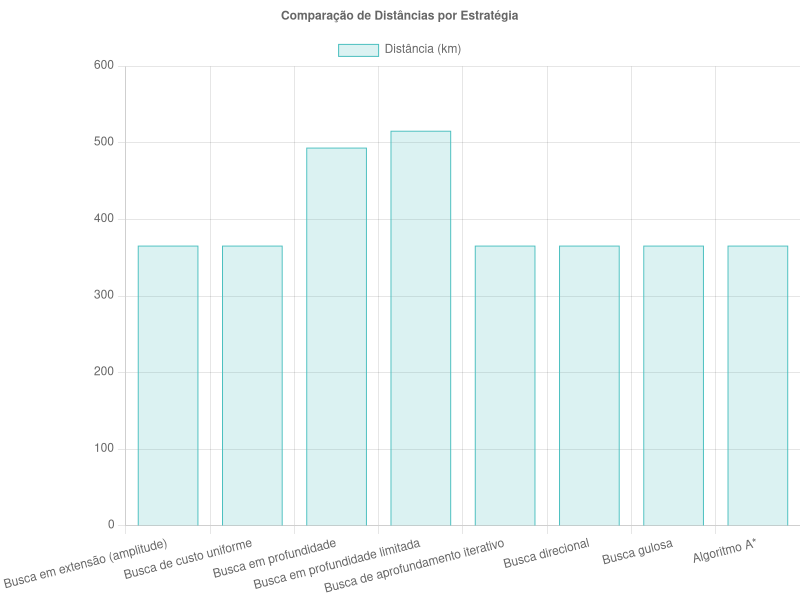 Comparação de Distâncias por Estratégia
Distância (km)
600
500
400
300
200
100
0
Busca em extensão (amplitude)
Busca de custo uniforme
Busca em profundidade
Busca em profundidade limitada
Busca de aprofundamento iterativo
Busca direcional
Busca gulosa
Algoritmo A*